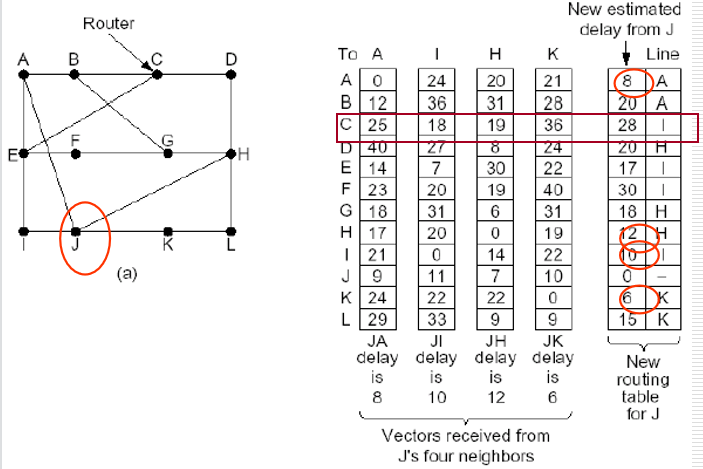 Router
A B C D
E F G H
I J K L
(a)
New estimated
delay from J
To A I H K Line
A 0 24 20 21 8 A
B 12 36 31 28 20 A
C 25 18 19 36 28 I
D 40 27 8 24 20 H
E 14 7 30 22 17 I
F 23 20 19 40 30 I
G 18 31 6 31 18 H
H 17 20 0 19 12 H
I 21 0 14 22 10 I
J 9 11 7 10 0 –
K 24 22 22 0 6 K
L 29 33 9 9 15 K
JA JI JH JK
delay delay delay delay
is is is is
8 10 12 6
New
routing
table
for J
Vectors received from
J's four neighbors